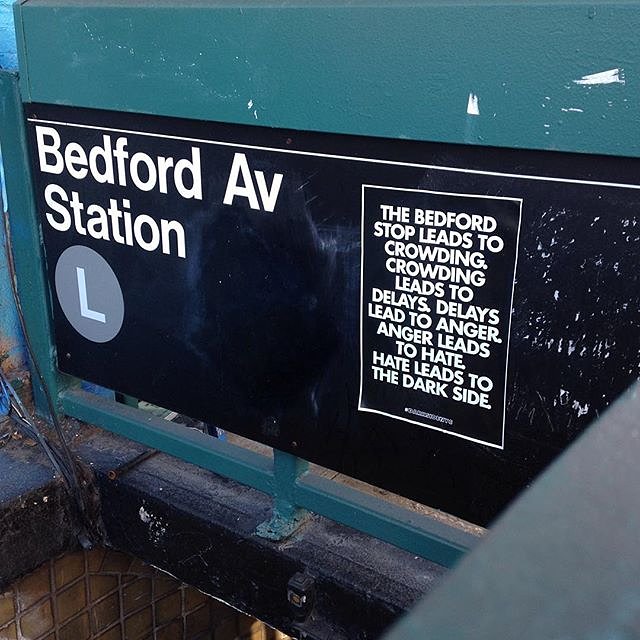 Bedford Av
Station
L
THE BEDFORD
STOP LEADS TO
CROWDING.
CROWDING
LEADS TO
DELAYS. DELAYS
LEAD TO ANGER.
ANGER LEADS
TO HATE.
HATE LEADS TO
THE DARK SIDE.